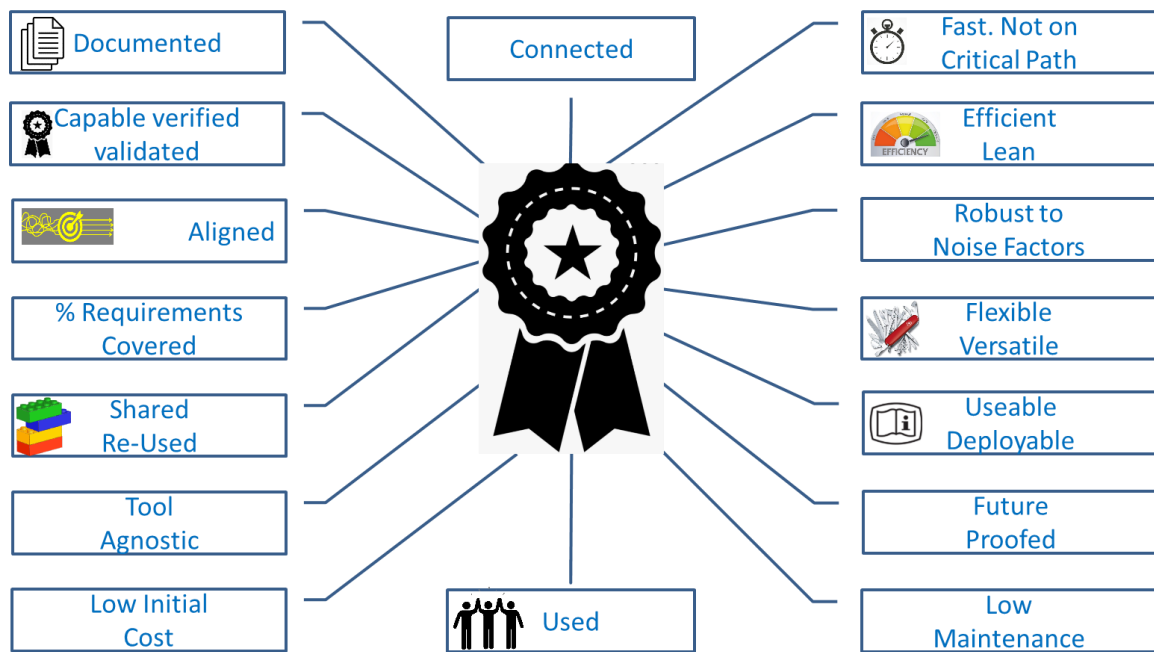 Documented
Connected
Fast. Not on
Critical Path
Capable verified
validated
Efficient
Lean
EFFICIENCY
Aligned
Robust to
Noise Factors
% Requirements
Covered
Flexible
Versatile
Shared
Re-Used
Useable
Deployable
i
Tool
Agnostic
Future
Proofed
Low Initial
Cost
Used
Low
Maintenance